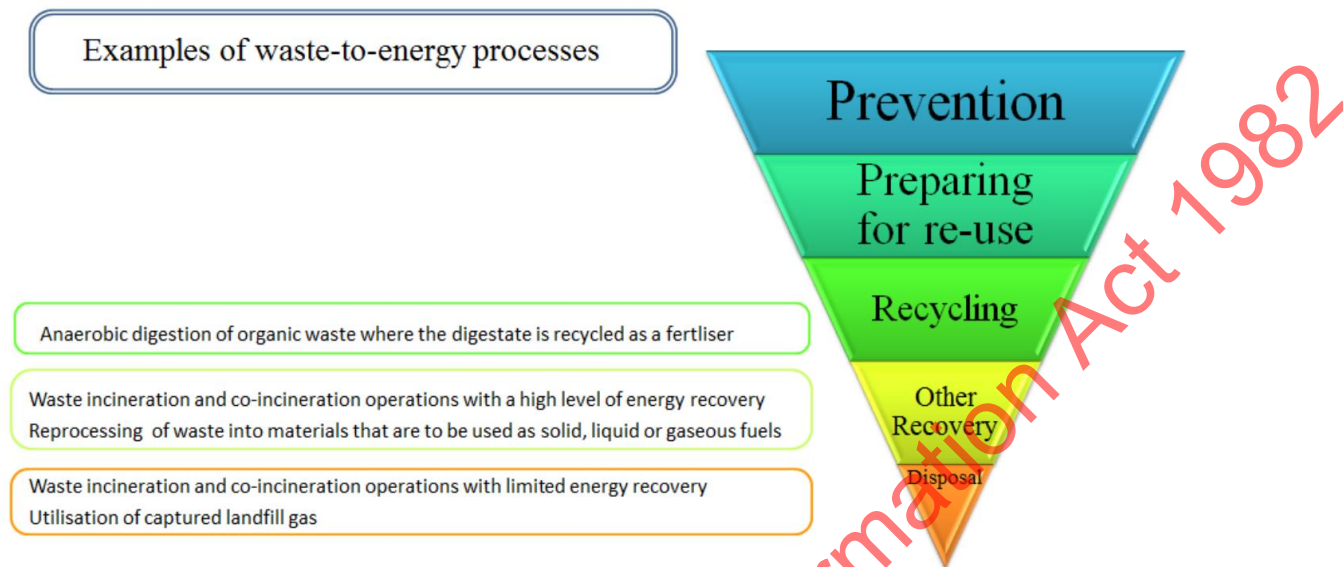 Examples of waste-to-energy processes
Prevention
Preparing
for re-use
Recycling
Other
Recovery
Disposal
Anaerobic digestion of organic waste where the digestate is recycled as a fertliser
Waste incineration and co-incineration operations with a high level of energy recovery
Reprocessing of waste into materials that are to be used as solid, liquid or gaseous fuels
Waste incineration and co-incineration operations with limited energy recovery
Utilisation of captured landfill gas
rmation Act 1982